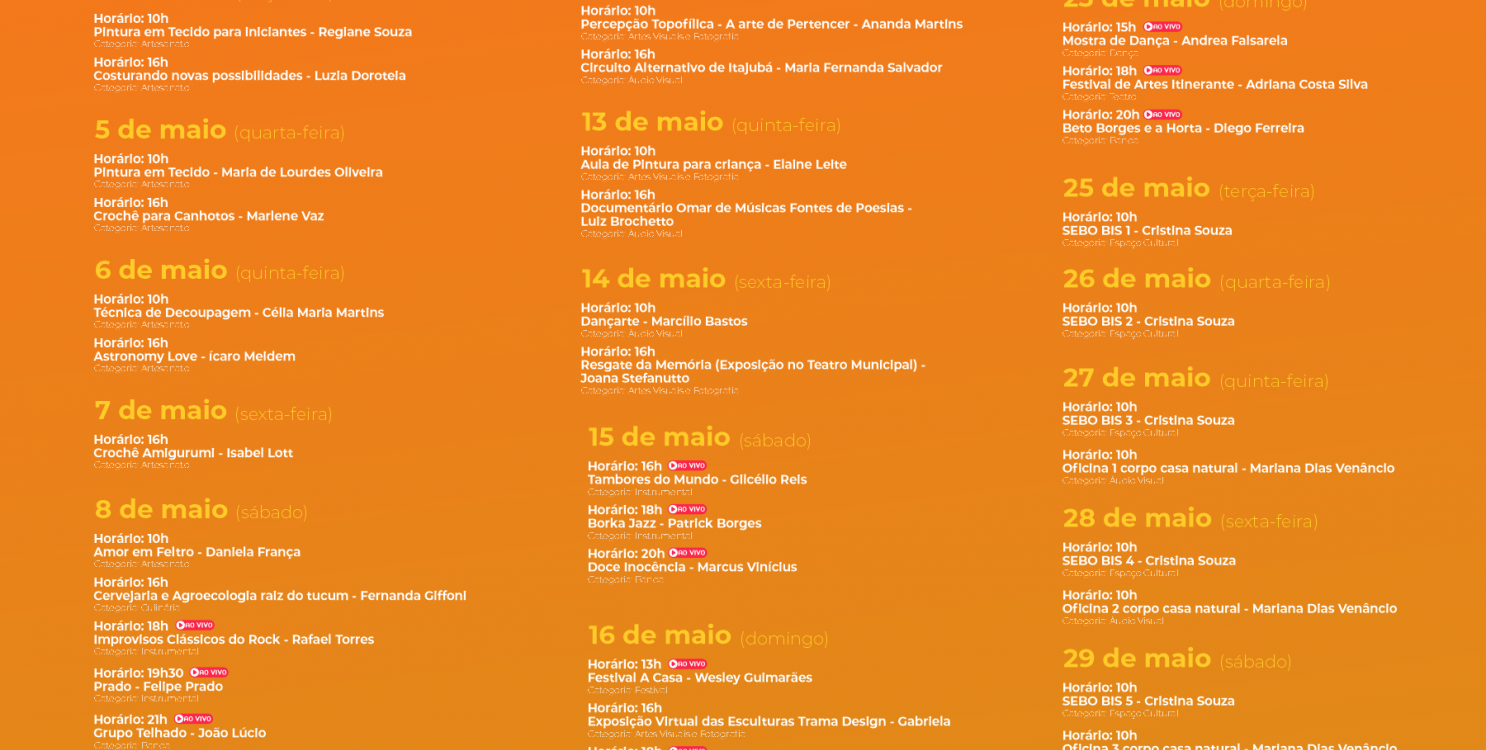 Horário: 10h
Pintura em Tecido para iniciantes - Regiane Souza
Categoria: Artesanato
Horário: 16h
Costurando novas possibilidades - Luzia Doroteia
Categoria: Artesanato
5 de maio (quarta-feira)
Horário: 10h
Pintura em Tecido - Maria de Lourdes Oliveira
Categoria: Artesanato
Horário: 16h
Crochê para Canhotos - Marlene Vaz
Categoria: Artesanato
6 de maio (quinta-feira)
Horário: 10h
Técnica de Decoupagem - Célia Maria Martins
Categoria: Artesanato
Horário: 16h
Astronomy Love - ícaro Meldem
Categoria: Artesanato
7 de maio (sexta-feira)
Horário: 16h
Crochê Amigurumi - Isabel Lott
Categoria: Artesanato
8 de maio (sábado)
Horário: 10h
Amor em Feltro - Daniela França
Categoria: Artesanato
Horário: 16h
Cervejaria e Agroecologia raiz do tucum - Fernanda Giffoni
Categoria: Culinária
Horário: 18h AO VIVO
Improvisos Clássicos do Rock - Rafael Torres
Categoria: Instrumental
Horário: 19h30 AO VIVO
Prado - Felipe Prado
Categoria: Instrumental
Horário: 21h AO VIVO
Grupo Telhado - João Lúcio
Categoria: Banda
Horário: 10h
Percepção Topofílica - A arte de Pertencer - Ananda Martins
Categoria: Artes Visuais e Fotografia
Horário: 16h
Circuito Alternativo de Itajubá - Maria Fernanda Salvador
Categoria: Áudio Visual
13 de maio (quinta-feira)
Horário: 10h
Aula de Pintura para criança - Elaine Leite
Categoria: Artes Visuais e Fotografia
Horário: 16h
Documentário Omar de Músicas Fontes de Poesias -
Luiz Brochetto
Categoria: Áudio Visual
14 de maio (sexta-feira)
Horário: 10h
Dançarte - Marcílio Bastos
Categoria: Áudio Visual
Horário: 16h
Resgate da Memória (Exposição no Teatro Municipal) -
Joana Stefanutto
Categoria: Artes Visuais e Fotografia
15 de maio (sábado)
Horário: 16h AO VIVO
Tambores do Mundo - Gilcélio Reis
Categoria: Instrumental
Horário: 18h AO VIVO
Borka Jazz - Patrick Borges
Categoria: Instrumental
Horário: 20h AO VIVO
Doce Inocência - Marcus Vinícius
Categoria: Banda
16 de maio (domingo)
Horário: 13h AO VIVO
Festival A Casa - Wesley Guimarães
Categoria: Festival
Horário: 16h
Exposição Virtual das Esculturas Trama Design - Gabriela
Categoria: Artes Visuais e Fotografia
23 de maio (domingo)
Horário: 15h AO VIVO
Mostra de Dança - Andrea Falsarela
Categoria: Dança
Horário: 18h AO VIVO
Festival de Artes Itinerante - Adriana Costa Silva
Categoria: Teatro
Horário: 20h AO VIVO
Beto Borges e a Horta - Diego Ferreira
Categoria: Banda
25 de maio (terça-feira)
Horário: 10h
SEBO BIS 1 - Cristina Souza
Categoria: Espaço Cultural
26 de maio (quarta-feira)
Horário: 10h
SEBO BIS 2 - Cristina Souza
Categoria: Espaço Cultural
27 de maio (quinta-feira)
Horário: 10h
SEBO BIS 3 - Cristina Souza
Categoria: Espaço Cultural
Horário: 10h
Oficina 1 corpo casa natural - Mariana Dias Venâncio
Categoria: Áudio Visual
28 de maio (sexta-feira)
Horário: 10h
SEBO BIS 4 - Cristina Souza
Categoria: Espaço Cultural
Horário: 10h
Oficina 2 corpo casa natural - Mariana Dias Venâncio
Categoria: Áudio Visual
29 de maio (sábado)
Horário: 10h
SEBO BIS 5 - Cristina Souza
Categoria: Espaço Cultural
Horário: 10h
Oficina 3 corpo casa natural - Mariana Dias Venâncio